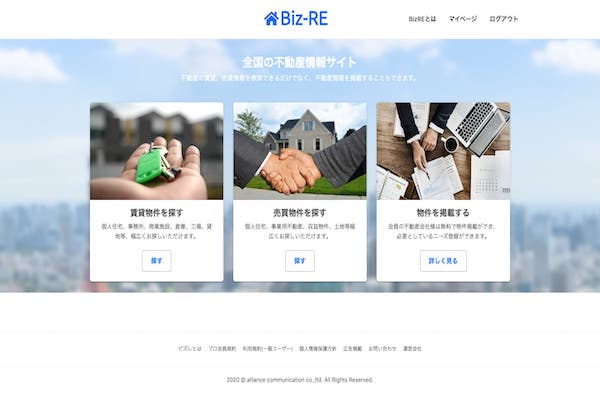 Biz-RE
BizREとは マイページ ログアウト
全国の不動産情報サイト
不動産の賃貸、売買情報を検索できるだけでなく、不動産情報を掲載することもできます。
賃貸物件を探す
個人住宅、事務所、商業施設、倉庫、工場、貸
地等、幅広くお探しいただけます。
探す
売買物件を探す
個人住宅、事業用不動産、収益物件、土地等幅
広くお探しいただけます。
探す
物件を掲載する
会員の不動産会社様は無料で物件掲載ができ、
必要としているニーズ登録ができます。
詳しく見る
ビズレとは プロ会員規約 利用規約(一般ユーザー) 個人情報保護方針 広告掲載 お問い合わせ 運営会社
2020 © alliance communication co.,ltd. All Rights Reserved.